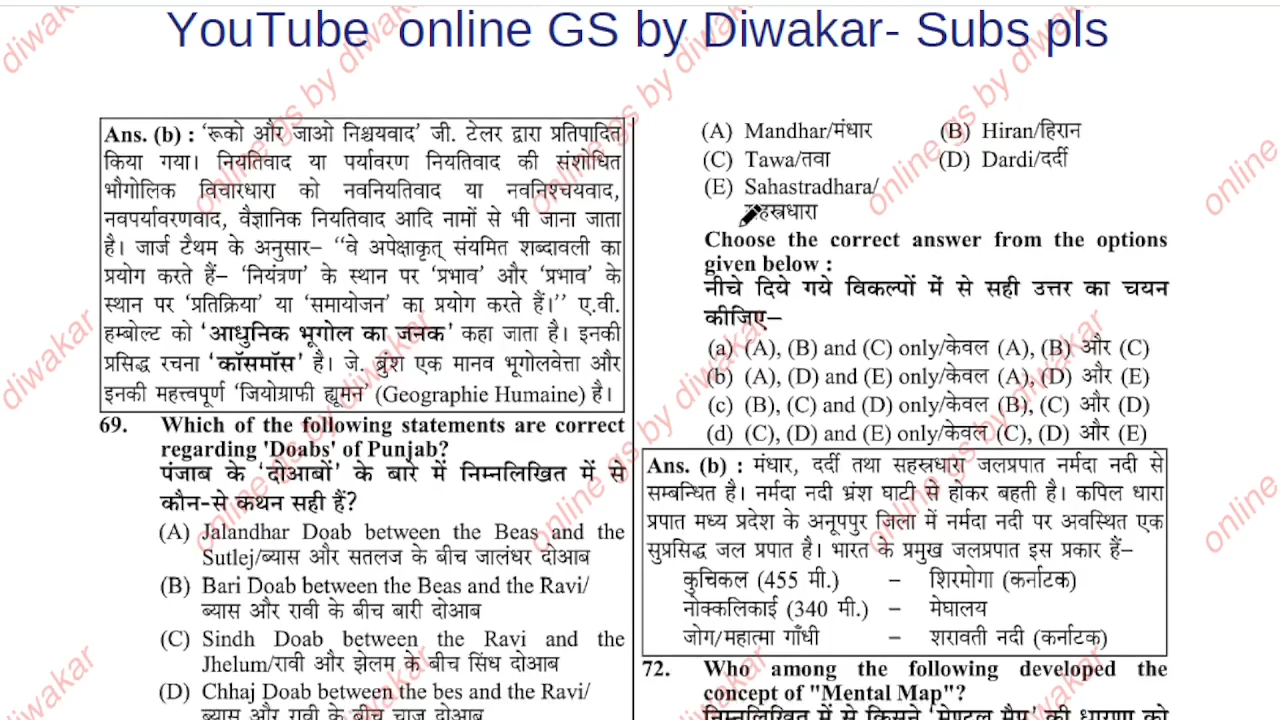 YouTube online GS by Diwakar- Subs pls
Ans. (b) : ‘रूको और जाओ निश्चयवाद’ जी. टेलर द्वारा प्रतिपादित
किया गया। नियतिवाद या पर्यावरण नियतिवाद की संशोधित
भौगोलिक विचारधारा को नवनियतिवाद या नवनिश्चयवाद,
नवपर्यावरणवाद, वैज्ञानिक नियतिवाद आदि नामों से भी जाना जाता
है। जार्ज टैथम के अनुसार– ‘‘वे अपेक्षाकृत् संयमित शब्दावली का
प्रयोग करते हैं– ‘नियंत्रण’ के स्थान पर ‘प्रभाव’ और ‘प्रभाव’ के
स्थान पर ‘प्रतिक्रिया’ या ‘समायोजन’ का प्रयोग करते हैं।’’ ए.वी.
हम्बोल्ट को ‘आधुनिक भूगोल का जनक’ कहा जाता है। इनकी
प्रसिद्ध रचना ‘कॉसमॉस’ है। जे. ब्रुंश एक मानव भूगोलवेत्ता और
इनकी महत्त्वपूर्ण ‘जियोग्राफी ह्यूमन’ (Geographie Humaine) है।
69. Which of the following statements are correct
regarding 'Doabs' of Punjab?
पंजाब के ‘दोआबों’ के बारे में निम्नलिखित में से
कौन-से कथन सही हैं?
(A) Jalandhar Doab between the Beas and the
Sutlej/ब्यास और सतलज के बीच जालंधर दोआब
(B) Bari Doab between the Beas and the Ravi/
ब्यास और रावी के बीच बारी दोआब
(C) Sindh Doab between the Ravi and the
Jhelum/रावी और झेलम के बीच सिंध दोआब
(D) Chhaj Doab between the bes and the Ravi/
ब्यास और रावी के बीच चाज दोआब
(A) Mandhar/मंधार (B) Hiran/हिरान
(C) Tawa/तवा (D) Dardi/दर्दी
(E) Sahastradhara/
सहस्त्रधारा
Choose the correct answer from the options
given below :
नीचे दिये गये विकल्पों में से सही उत्तर का चयन
कीजिए–
(a) (A), (B) and (C) only/केवल (A), (B) और (C)
(b) (A), (D) and (E) only/केवल (A), (D) और (E)
(c) (B), (C) and (D) only/केवल (B), (C) और (D)
(d) (C), (D) and (E) only/केवल (C), (D) और (E)
Ans. (b) : मंधार, दर्दी तथा सहस्त्रधारा जलप्रपात नर्मदा नदी से
सम्बन्धित है। नर्मदा नदी भ्रंश घाटी से होकर बहती है। कपिल धारा
प्रपात मध्य प्रदेश के अनूपपुर जिला में नर्मदा नदी पर अवस्थित एक
सुप्रसिद्ध जल प्रपात है। भारत के प्रमुख जलप्रपात इस प्रकार हैं–
कुचिकल (455 मी.) – शिरमोगा (कर्नाटक)
नोक्कलिकाई (340 मी.) – मेघालय
जोग/महात्मा गाँधी – शरावती नदी (कर्नाटक)
72. Who among the following developed the
concept of "Mental Map"?
निम्नलिखित में से किसने ‘मेण्टल मैप’ की धारणा को